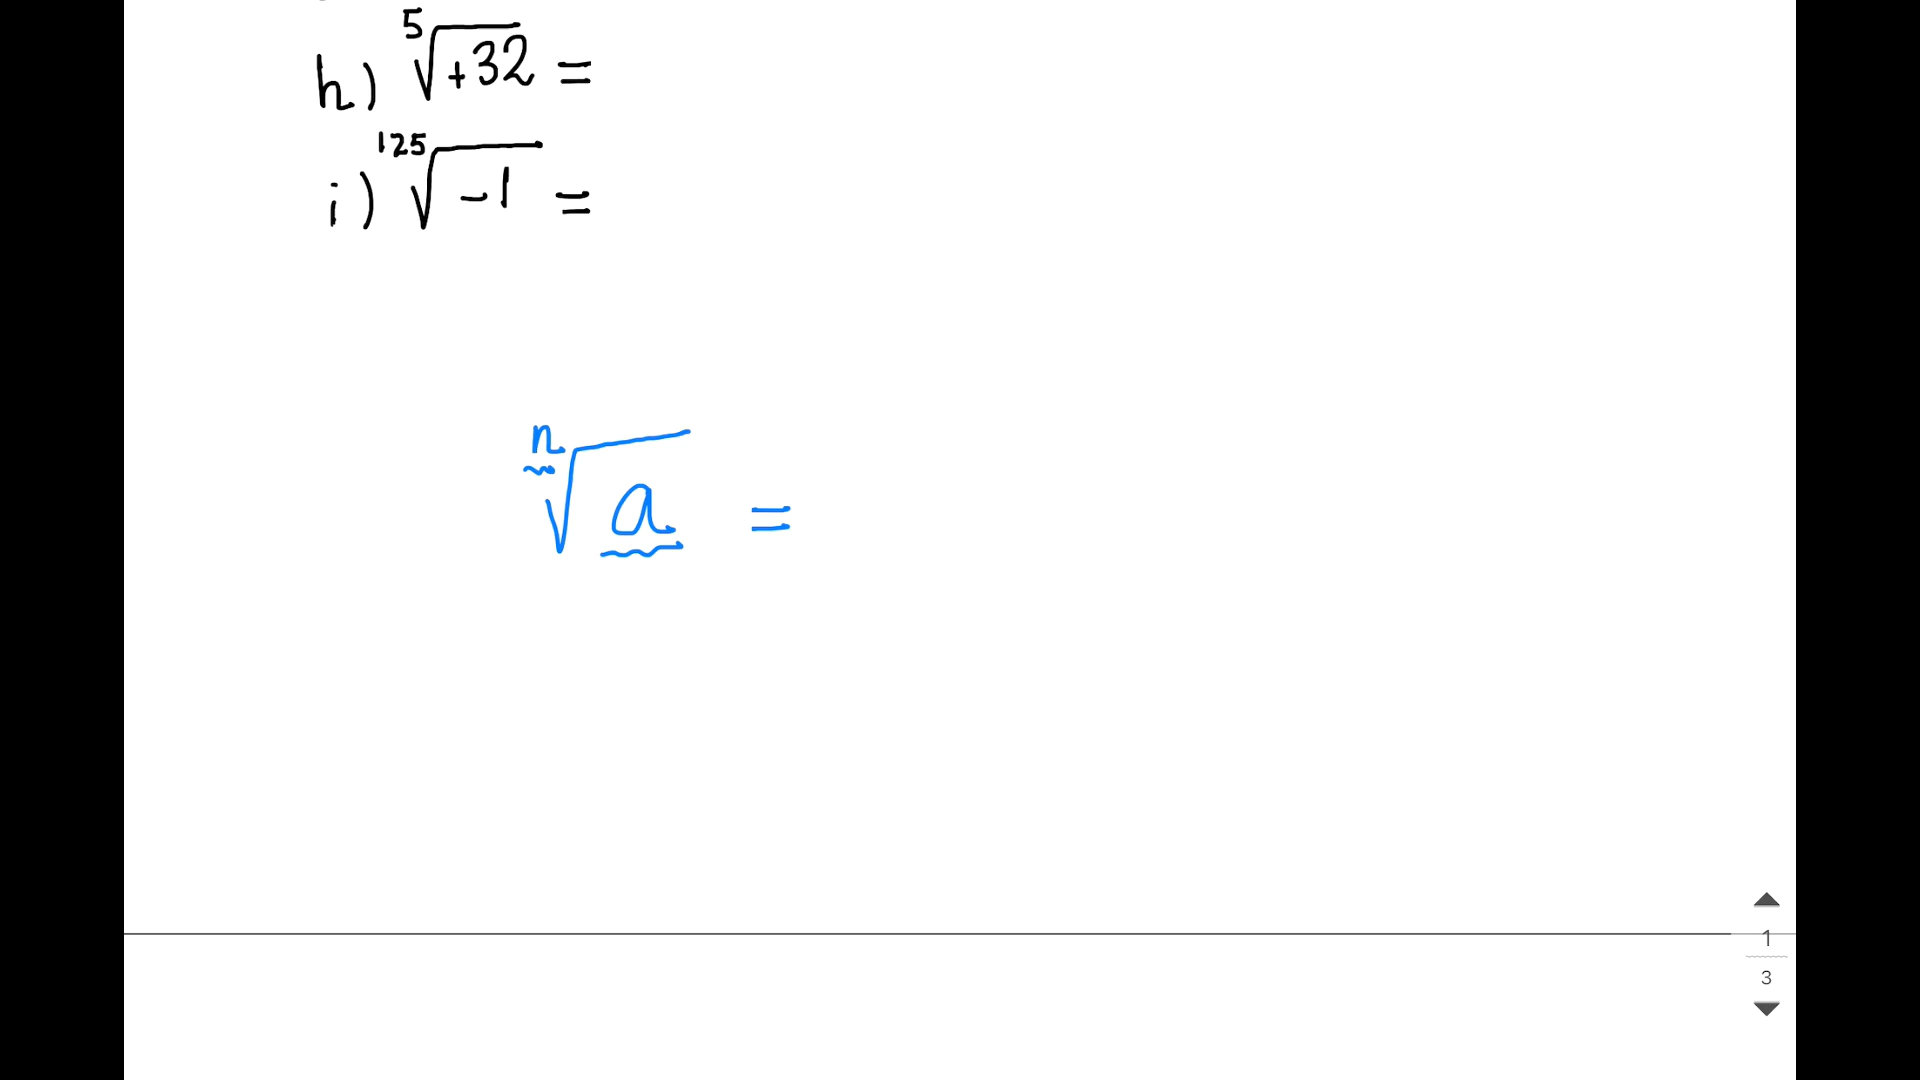 h) ⁵√+32 =
i) ¹²⁵√-1 =
ⁿ√a =
1
3